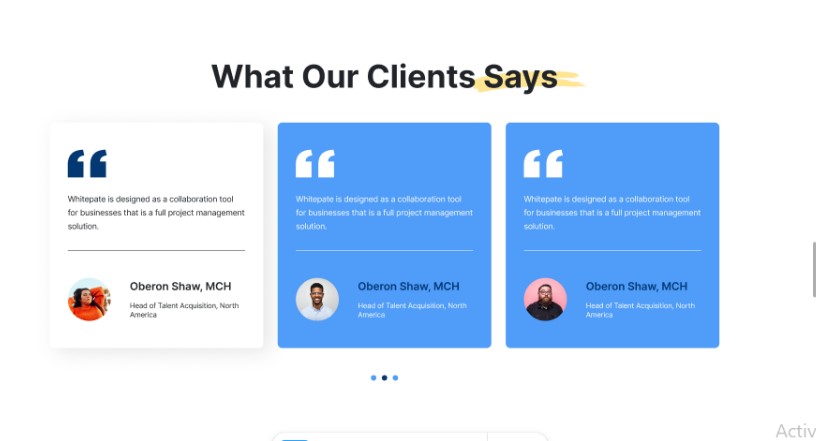 What Our Clients Says
Whitepate is designed as a collaboration tool
for businesses that is a full project management
solution.
Oberon Shaw, MCH
Head of Talent Acquisition, North
America
Whitepate is designed as a collaboration tool
for businesses that is a full project management
solution.
Oberon Shaw, MCH
Head of Talent Acquisition, North
America
Whitepate is designed as a collaboration tool
for businesses that is a full project management
solution.
Oberon Shaw, MCH
Head of Talent Acquisition, North
America
Activ